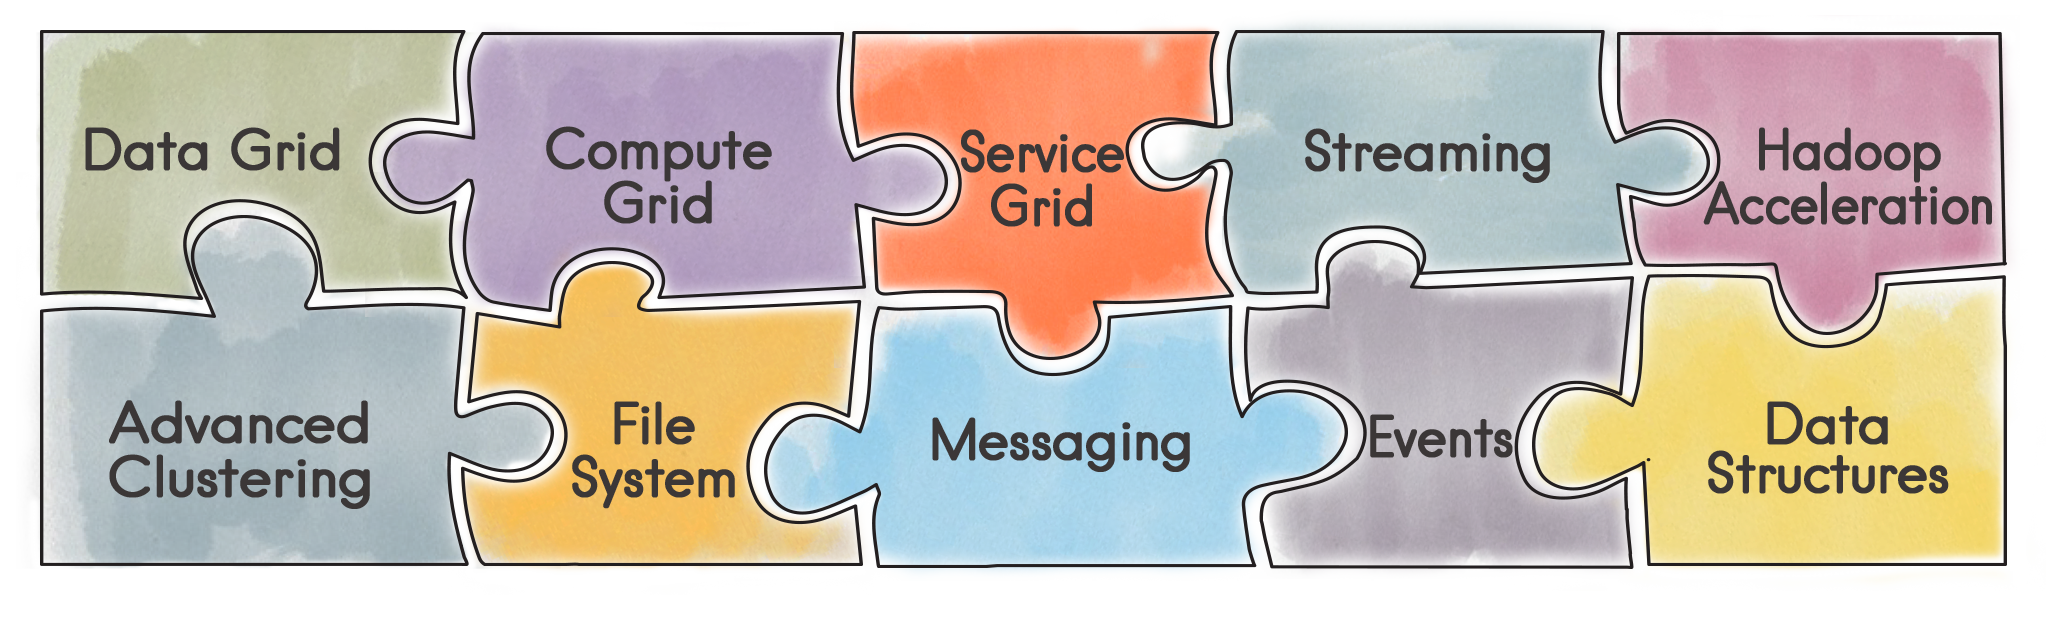 Data Grid
Compute
Grid
Service
Grid
Streaming
Hadoop
Acceleration
Advanced
Clustering
File
System
Messaging
Events
Data
Structures